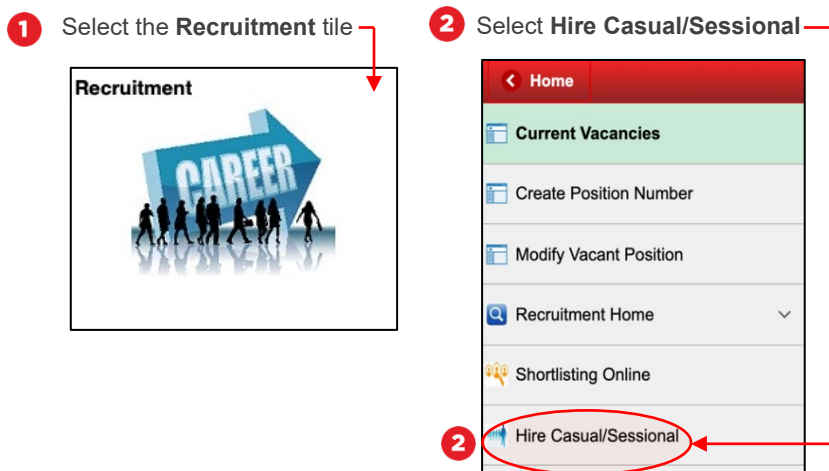 1 Select the Recruitment tile
Recruitment
CAREER
2 Select Hire Casual/Sessional
Home
Current Vacancies
Create Position Number
Modify Vacant Position
Recruitment Home
Shortlisting Online
2 Hire Casual/Sessional